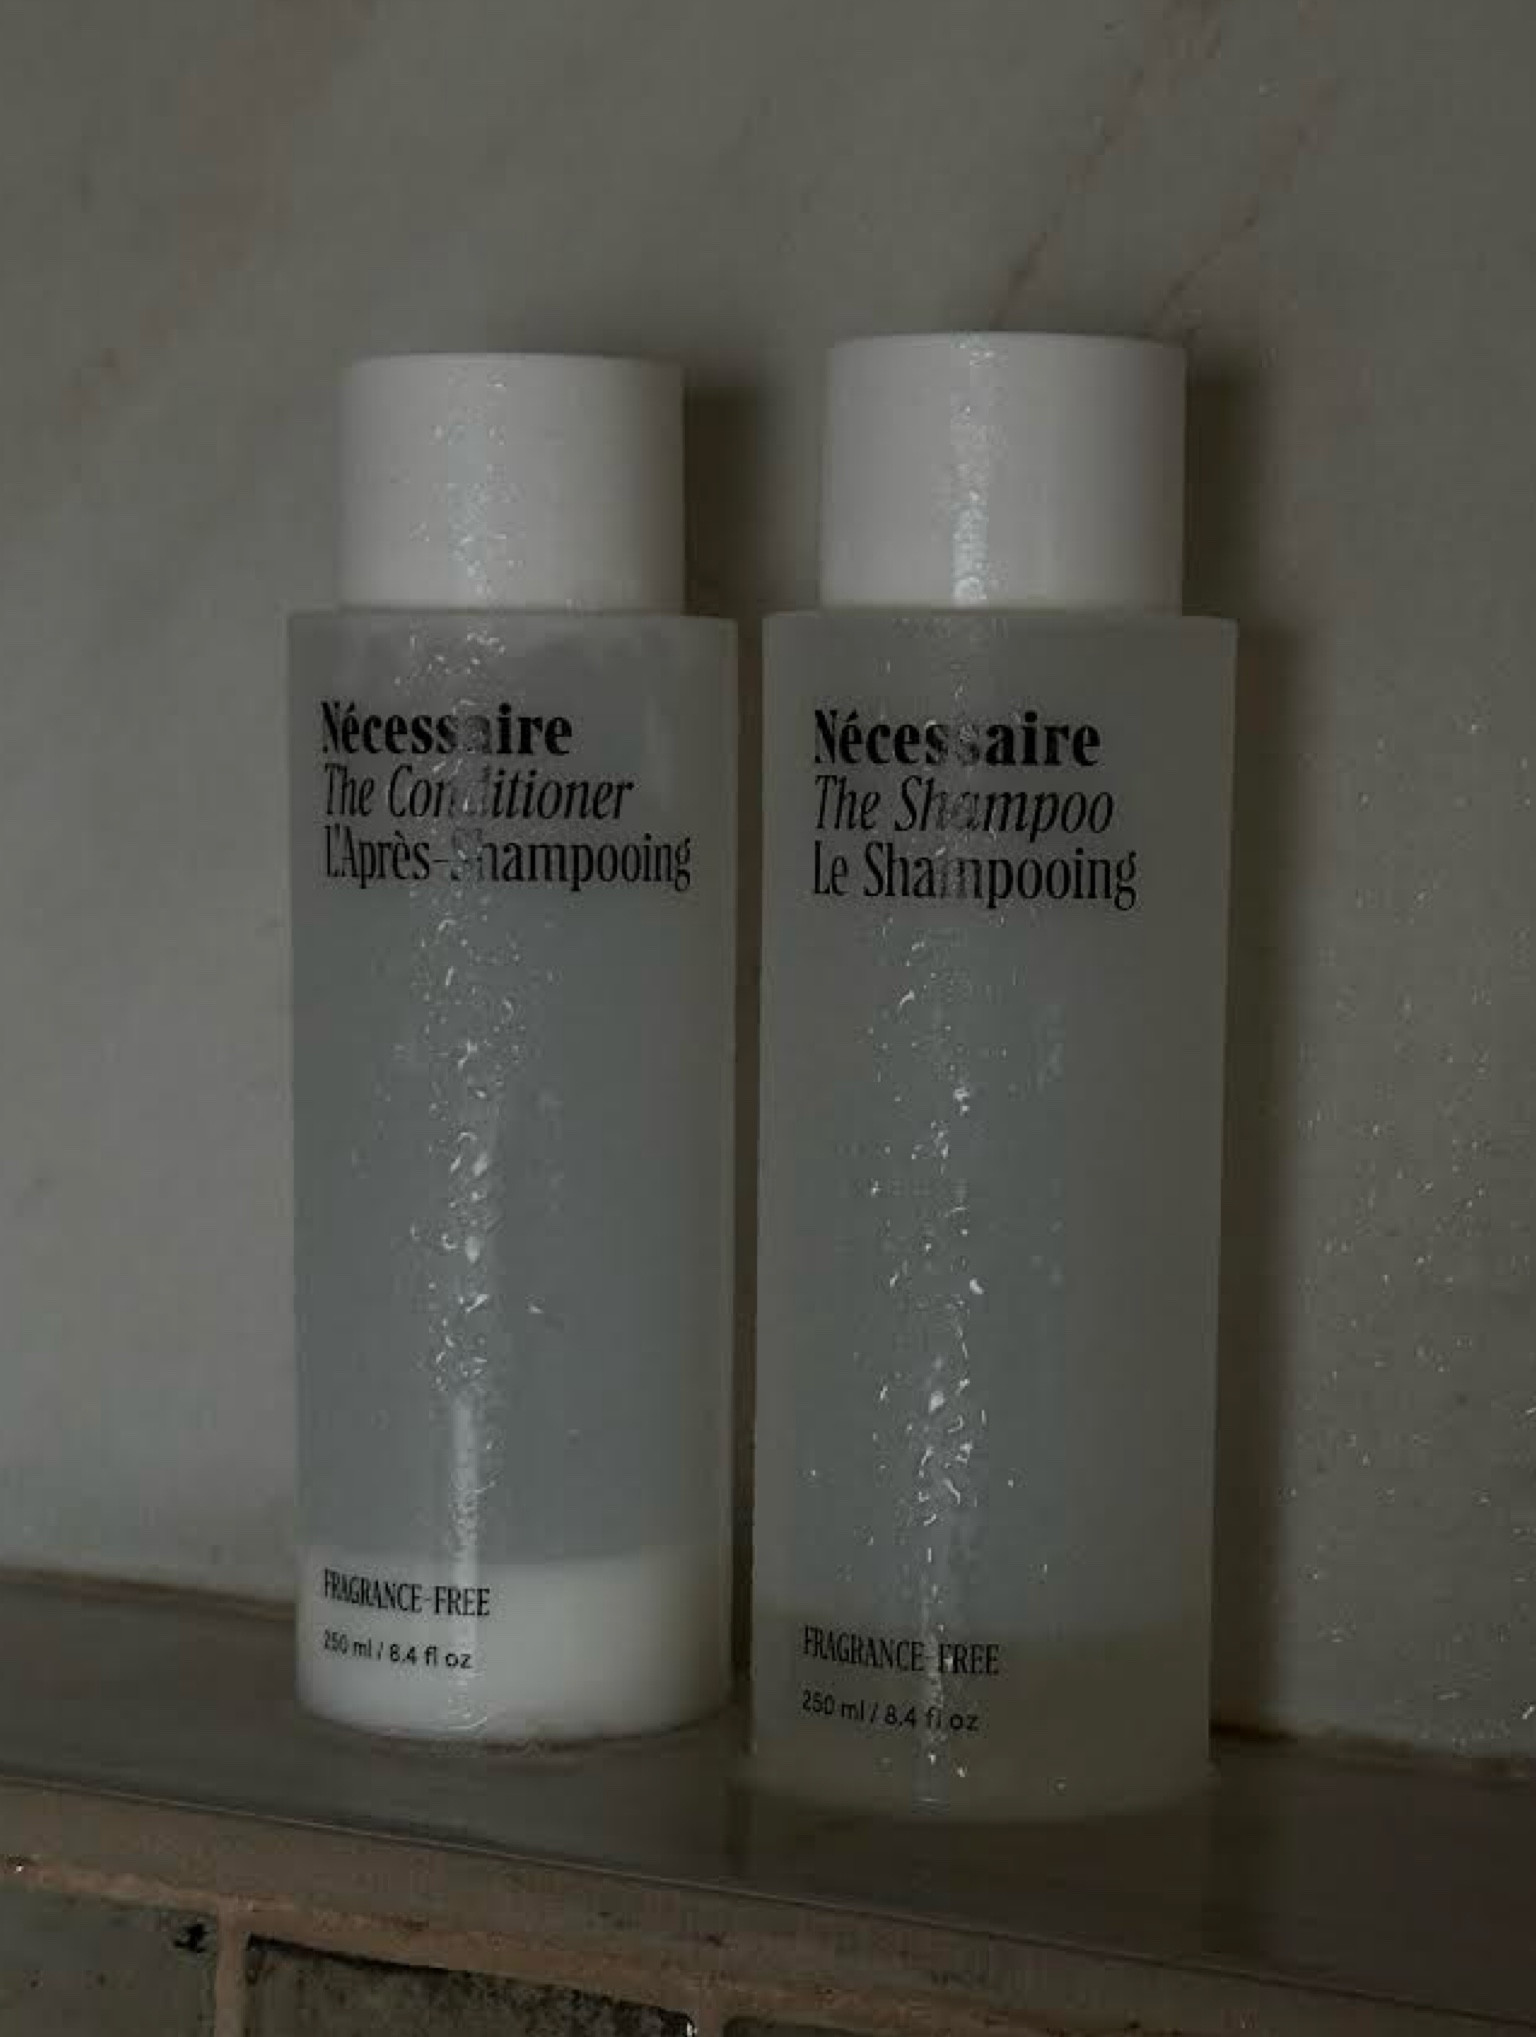 Nécessaire
The Conditioner
L'Après-Shampooing
FRAGRANCE-FREE
250 ml / 8.4 fl oz
Nécessaire
The Shampoo
Le Shampooing
FRAGRANCE-FREE
250 ml / 8.4 fl oz